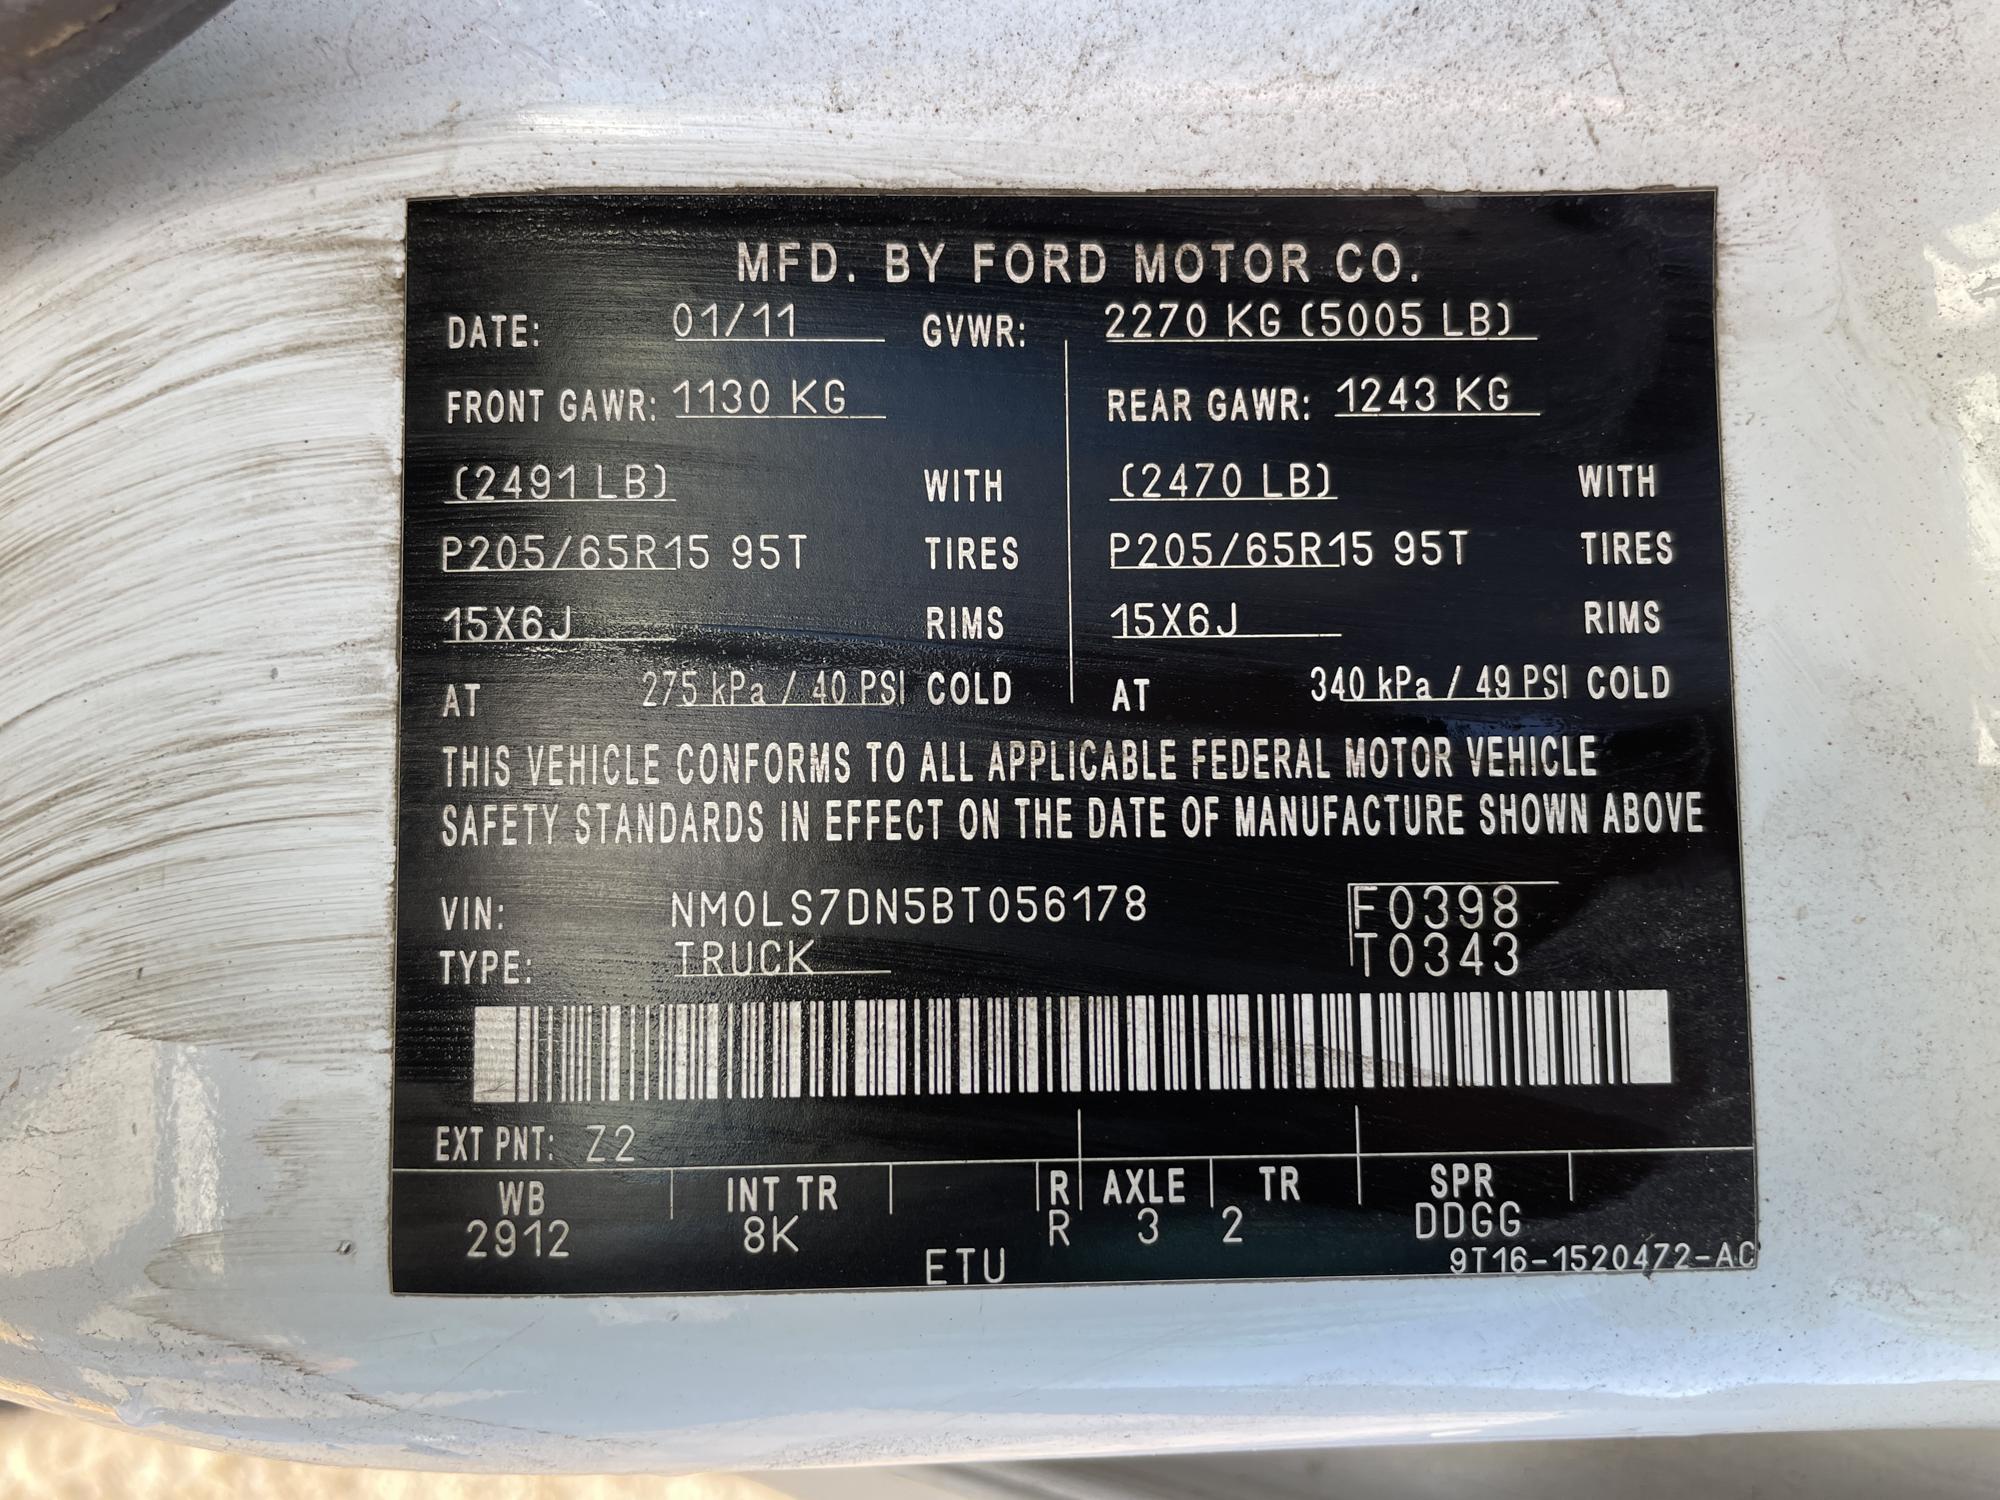 MFD. BY FORD MOTOR CO.
DATE: 01/11 GVWR: 2270 KG (5005 LB)
FRONT GAWR: 1130 KG REAR GAWR: 1243 KG
(2491 LB) WITH (2470 LB) WITH
P205/65R15 95T TIRES P205/65R15 95T TIRES
15X6J RIMS 15X6J RIMS
AT 275 kPa / 40 PSI COLD AT 340 kPa / 49 PSI COLD
THIS VEHICLE CONFORMS TO ALL APPLICABLE FEDERAL MOTOR VEHICLE
SAFETY STANDARDS IN EFFECT ON THE DATE OF MANUFACTURE SHOWN ABOVE
VIN: NM0LS7DN5BT056178 F0398
TYPE: TRUCK T0343
EXT PNT: Z2
WB INT TR R AXLE TR SPR
2912 8K R 3 2 DDGG
ETU 9T16-1520472-AC